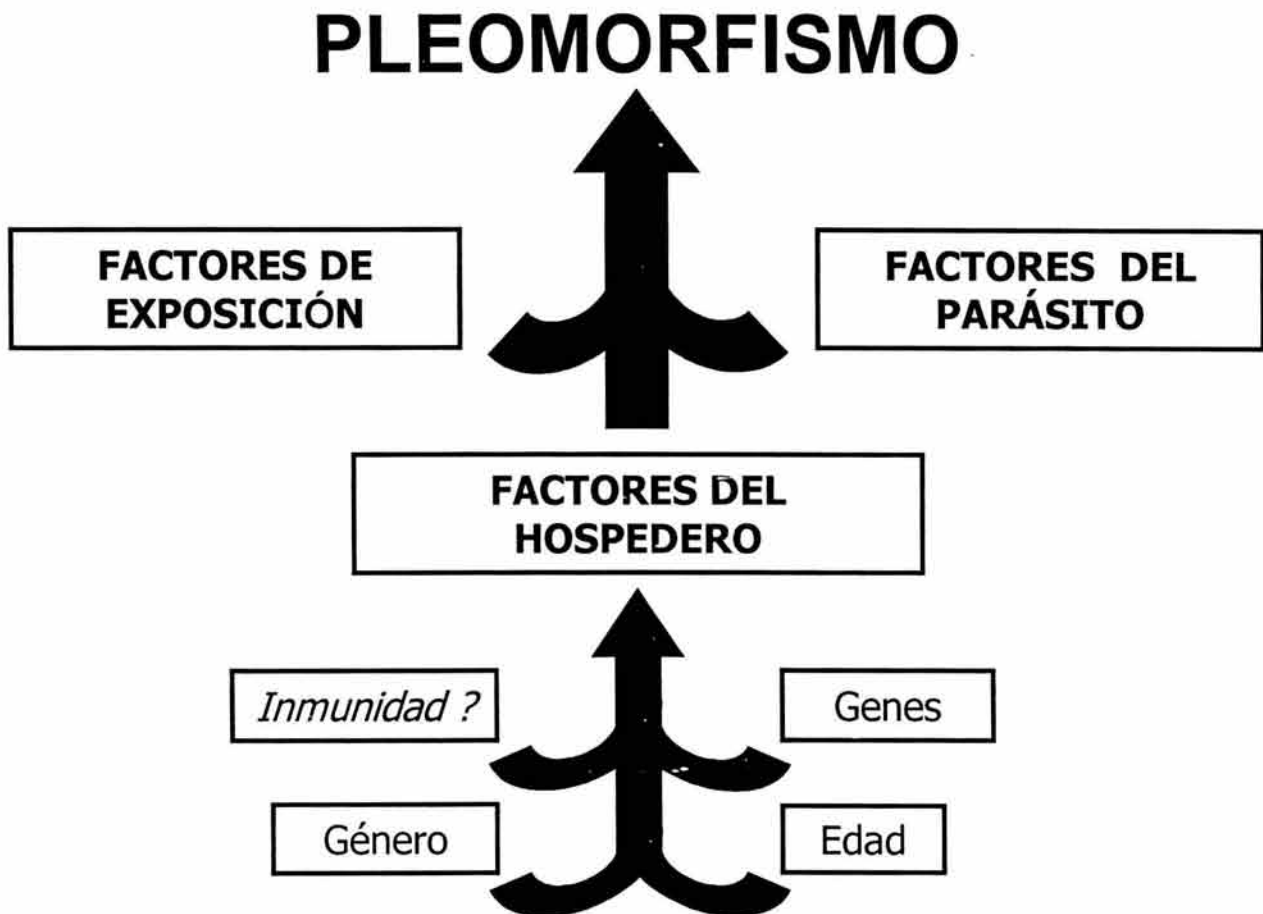 PLEOMORFISMO
FACTORES DE
EXPOSICIÓN
FACTORES DEL
PARÁSITO
FACTORES DEL
HOSPEDERO
Inmunidad ?
Genes
Género
Edad